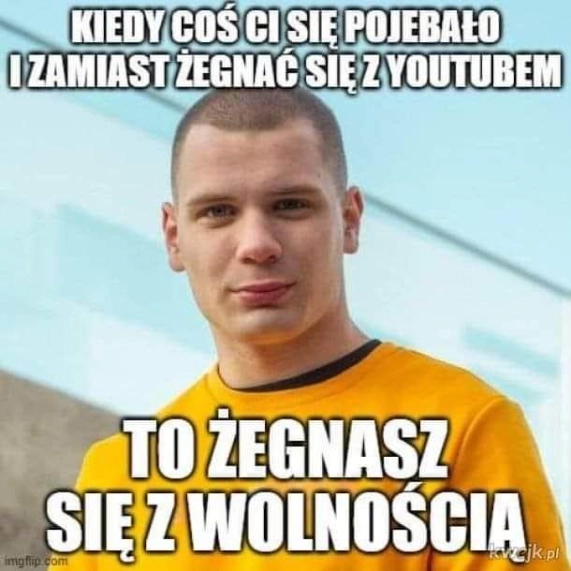 KIEDY COŚ CI SIĘ POJEBAŁO
I ZAMIAST ŻEGNAĆ SIĘ Z YOUTUBEM
TO ŻEGNASZ
SIĘ Z WOLNOŚCIĄ
imgflip.com
kwejk.pl